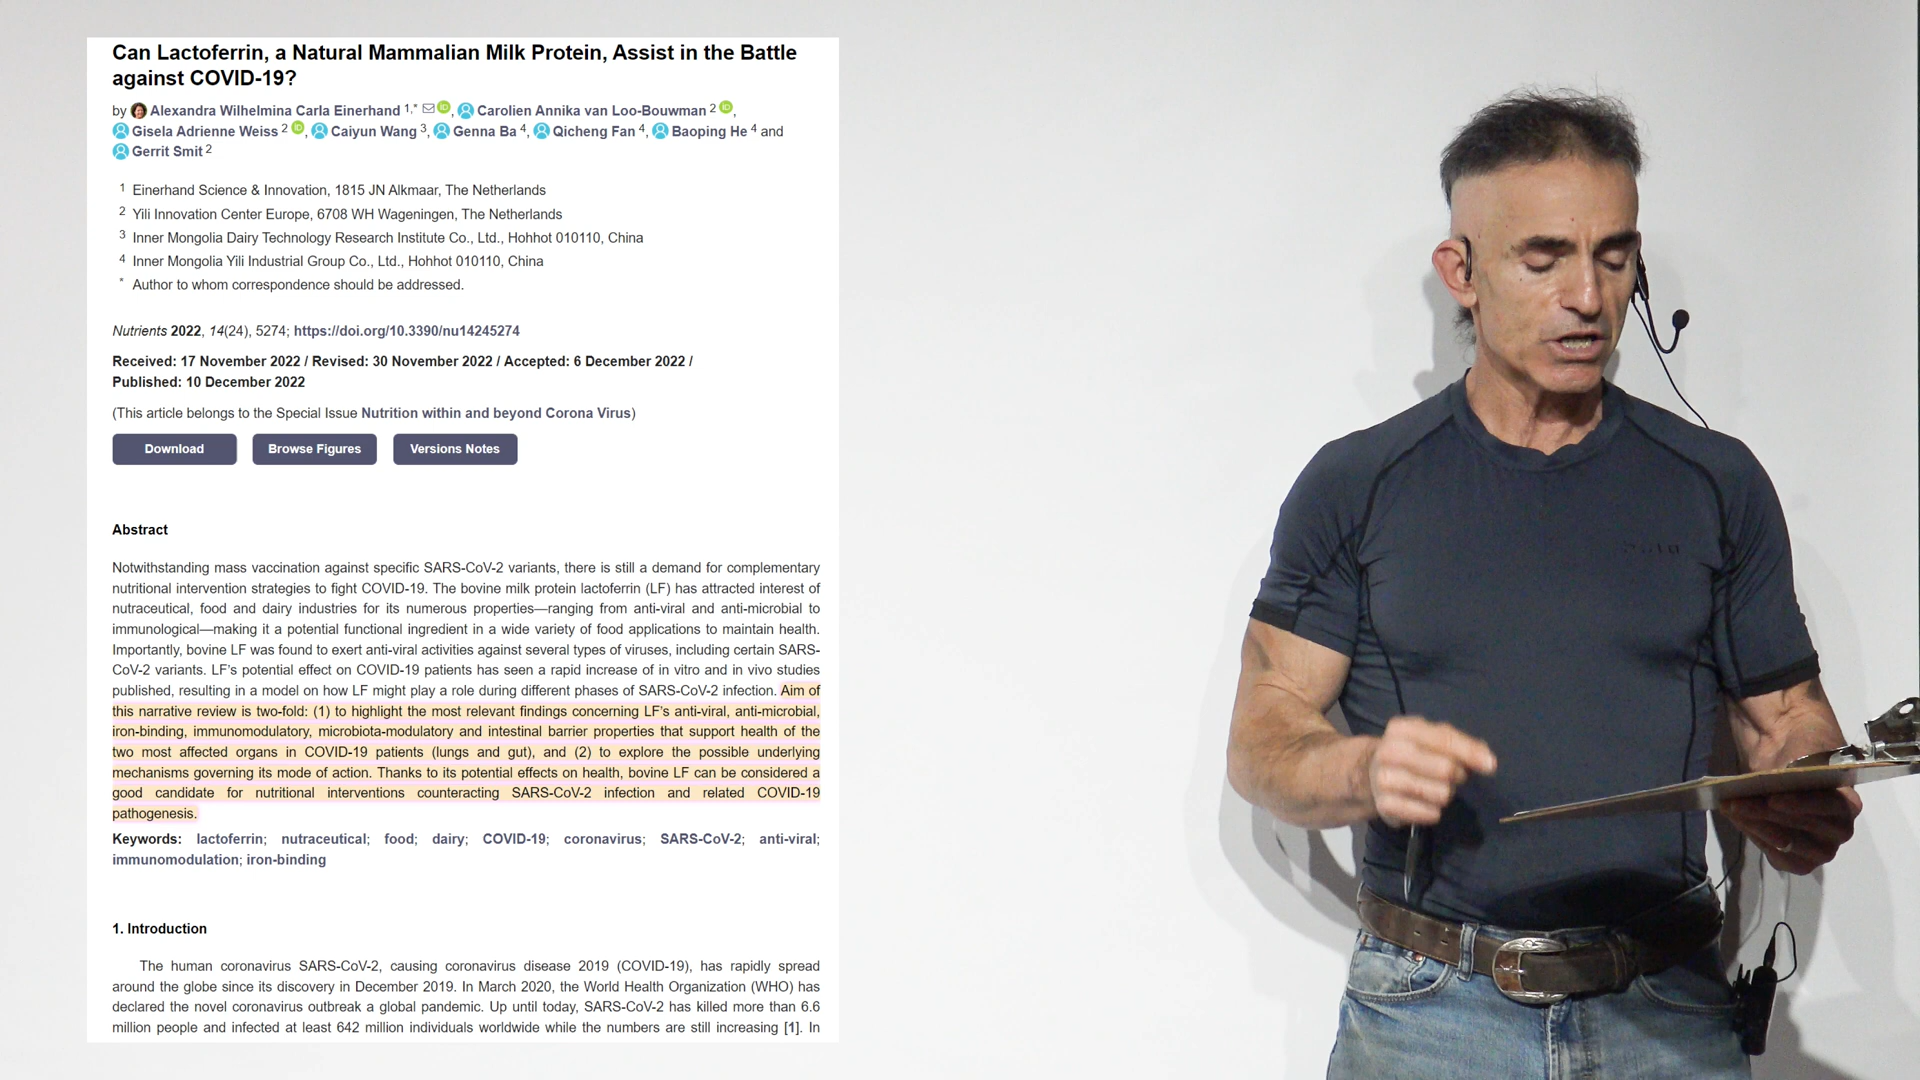 Can Lactoferrin, a Natural Mammalian Milk Protein, Assist in the Battle
against COVID-19?
by Alexandra Wilhelmina Carla Einerhand 1,* iD, Carolien Annika van Loo-Bouwman 2 iD,
Gisela Adrienne Weiss 2 iD, Caiyun Wang 3, Genna Ba 4, Qicheng Fan 4, Baoping He 4 and
Gerrit Smit 2
1 Einerhand Science & Innovation, 1815 JN Alkmaar, The Netherlands
2 Yili Innovation Center Europe, 6708 WH Wageningen, The Netherlands
3 Inner Mongolia Dairy Technology Research Institute Co., Ltd., Hohhot 010110, China
4 Inner Mongolia Yili Industrial Group Co., Ltd., Hohhot 010110, China
* Author to whom correspondence should be addressed.
Nutrients 2022, 14(24), 5274; https://doi.org/10.3390/nu14245274
Received: 17 November 2022 / Revised: 30 November 2022 / Accepted: 6 December 2022 /
Published: 10 December 2022
(This article belongs to the Special Issue Nutrition within and beyond Corona Virus)
Download Browse Figures Versions Notes
Abstract
Notwithstanding mass vaccination against specific SARS-CoV-2 variants, there is still a demand for complementary
nutritional intervention strategies to fight COVID-19. The bovine milk protein lactoferrin (LF) has attracted interest of
nutraceutical, food and dairy industries for its numerous properties—ranging from anti-viral and anti-microbial to
immunological—making it a potential functional ingredient in a wide variety of food applications to maintain health.
Importantly, bovine LF was found to exert anti-viral activities against several types of viruses, including certain SARS-
CoV-2 variants. LF's potential effect on COVID-19 patients has seen a rapid increase of in vitro and in vivo studies
published, resulting in a model on how LF might play a role during different phases of SARS-CoV-2 infection. Aim of
this narrative review is two-fold: (1) to highlight the most relevant findings concerning LF's anti-viral, anti-microbial,
iron-binding, immunomodulatory, microbiota-modulatory and intestinal barrier properties that support health of the
two most affected organs in COVID-19 patients (lungs and gut), and (2) to explore the possible underlying
mechanisms governing its mode of action. Thanks to its potential effects on health, bovine LF can be considered a
good candidate for nutritional interventions counteracting SARS-CoV-2 infection and related COVID-19
pathogenesis.
Keywords: lactoferrin; nutraceutical; food; dairy; COVID-19; coronavirus; SARS-CoV-2; anti-viral;
immunomodulation; iron-binding
1. Introduction
The human coronavirus SARS-CoV-2, causing coronavirus disease 2019 (COVID-19), has rapidly spread
around the globe since its discovery in December 2019. In March 2020, the World Health Organization (WHO) has
declared the novel coronavirus outbreak a global pandemic. Up until today, SARS-CoV-2 has killed more than 6.6
million people and infected at least 642 million individuals worldwide while the numbers are still increasing [1]. In